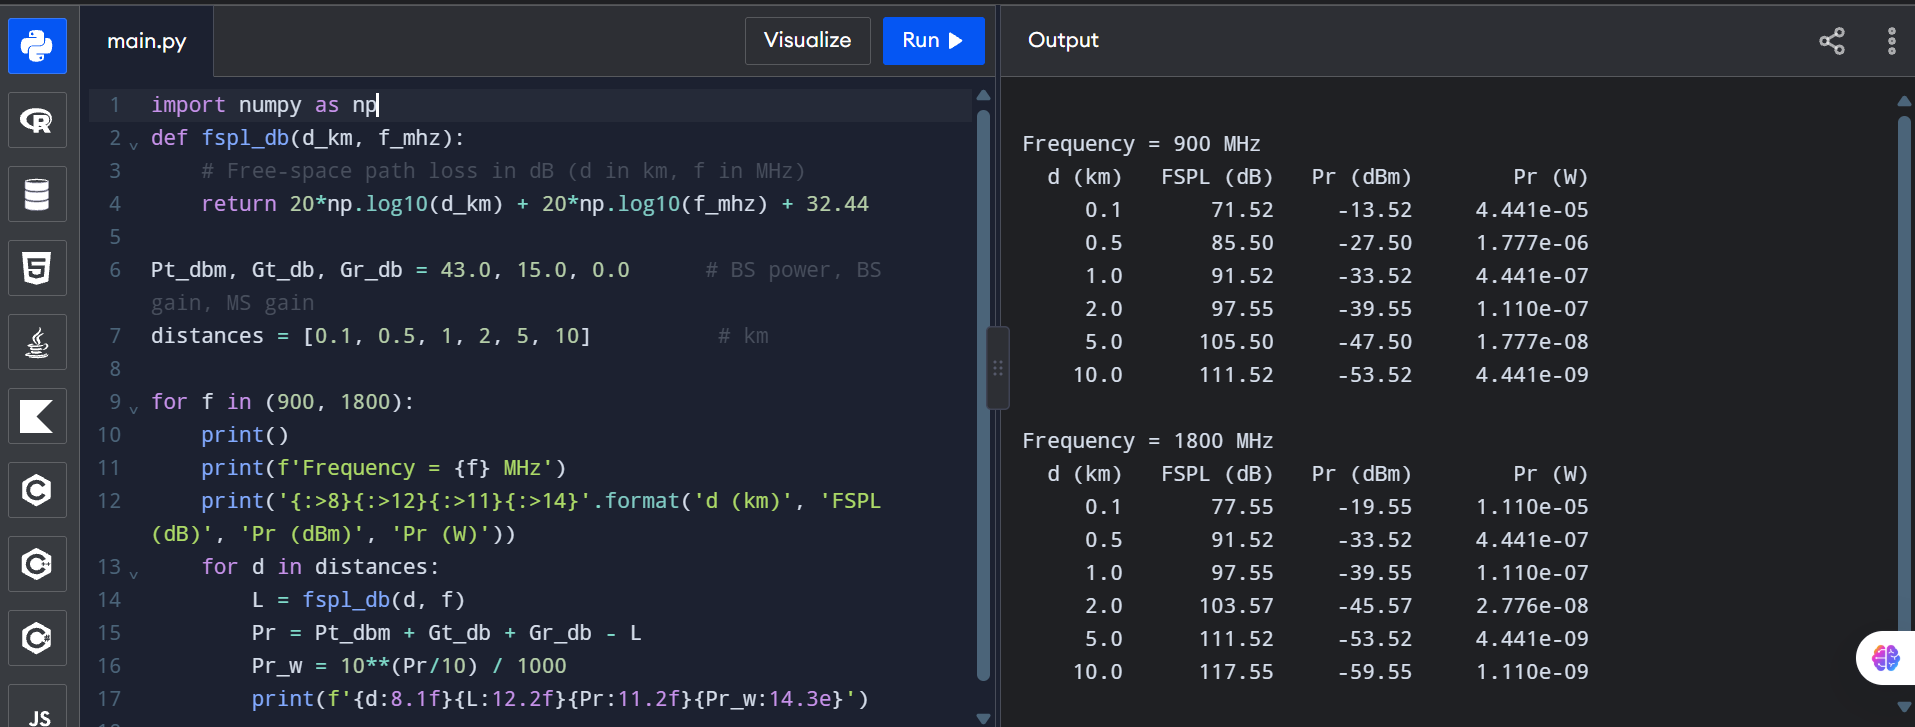 main.py
Visualize
Run
1 import numpy as np
2 def fspl_db(d_km, f_mhz):
3     # Free-space path loss in dB (d in km, f in MHz)
4     return 20*np.log10(d_km) + 20*np.log10(f_mhz) + 32.44
5
6 Pt_dbm, Gt_db, Gr_db = 43.0, 15.0, 0.0      # BS power, BS
gain, MS gain
7 distances = [0.1, 0.5, 1, 2, 5, 10]          # km
8
9 for f in (900, 1800):
10     print()
11     print(f'Frequency = {f} MHz')
12     print('{:>8}{:>12}{:>11}{:>14}'.format('d (km)', 'FSPL
(dB)', 'Pr (dBm)', 'Pr (W)'))
13     for d in distances:
14         L = fspl_db(d, f)
15         Pr = Pt_dbm + Gt_db + Gr_db - L
16         Pr_w = 10**(Pr/10) / 1000
17         print(f'{d:8.1f}{L:12.2f}{Pr:11.2f}{Pr_w:14.3e}')
JS
Output
Frequency = 900 MHz
  d (km)   FSPL (dB)   Pr (dBm)        Pr (W)
     0.1       71.52     -13.52     4.441e-05
     0.5       85.50     -27.50     1.777e-06
     1.0       91.52     -33.52     4.441e-07
     2.0       97.55     -39.55     1.110e-07
     5.0      105.50     -47.50     1.777e-08
    10.0      111.52     -53.52     4.441e-09
Frequency = 1800 MHz
  d (km)   FSPL (dB)   Pr (dBm)        Pr (W)
     0.1       77.55     -19.55     1.110e-05
     0.5       91.52     -33.52     4.441e-07
     1.0       97.55     -39.55     1.110e-07
     2.0      103.57     -45.57     2.776e-08
     5.0      111.52     -53.52     4.441e-09
    10.0      117.55     -59.55     1.110e-09